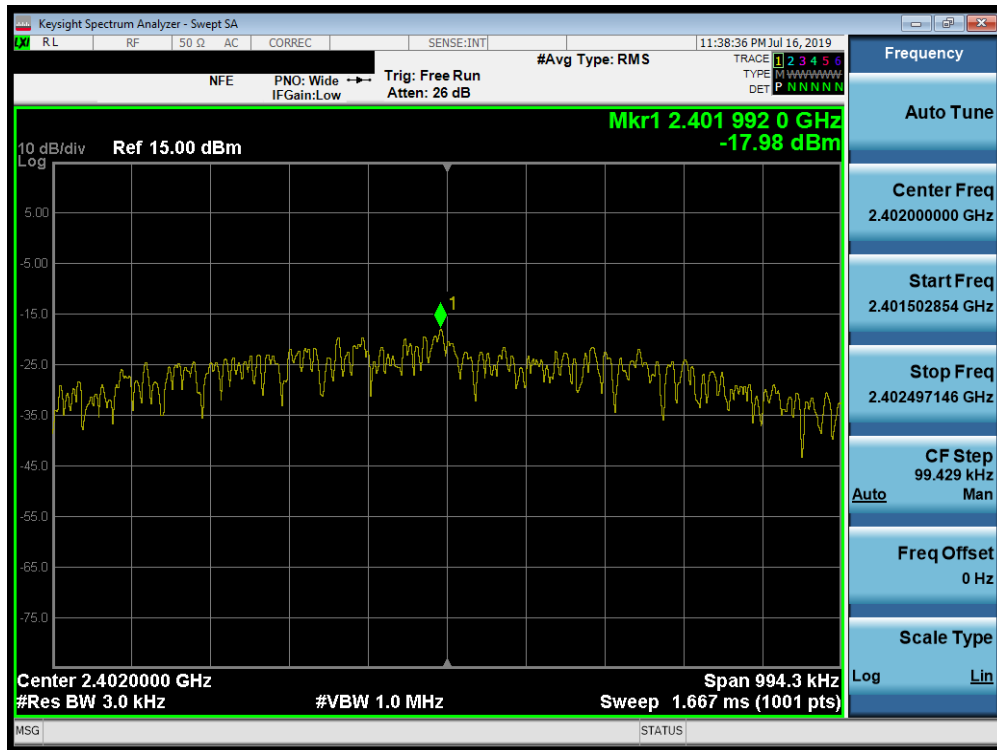 Keysight Spectrum Analyzer - Swept SA
LXI RL RF 50 Ω AC CORREC SENSE:INT 11:38:36 PM Jul 16, 2019
#Avg Type: RMS TRACE 1 2 3 4 5 6
NFE PNO: Wide Trig: Free Run TYPE M W W W W W
IFGain:Low Atten: 26 dB DET P N N N N N
Mkr1 2.401 992 0 GHz
-17.98 dBm
10 dB/div Ref 15.00 dBm
Log
5.00
-5.00
-15.0
-25.0
-35.0
-45.0
-55.0
-65.0
-75.0
1
Center 2.4020000 GHz Span 994.3 kHz
#Res BW 3.0 kHz #VBW 1.0 MHz Sweep 1.667 ms (1001 pts)
MSG STATUS
Frequency
Auto Tune
Center Freq
2.402000000 GHz
Start Freq
2.401502854 GHz
Stop Freq
2.402497146 GHz
CF Step
99.429 kHz
Auto Man
Freq Offset
0 Hz
Scale Type
Log Lin